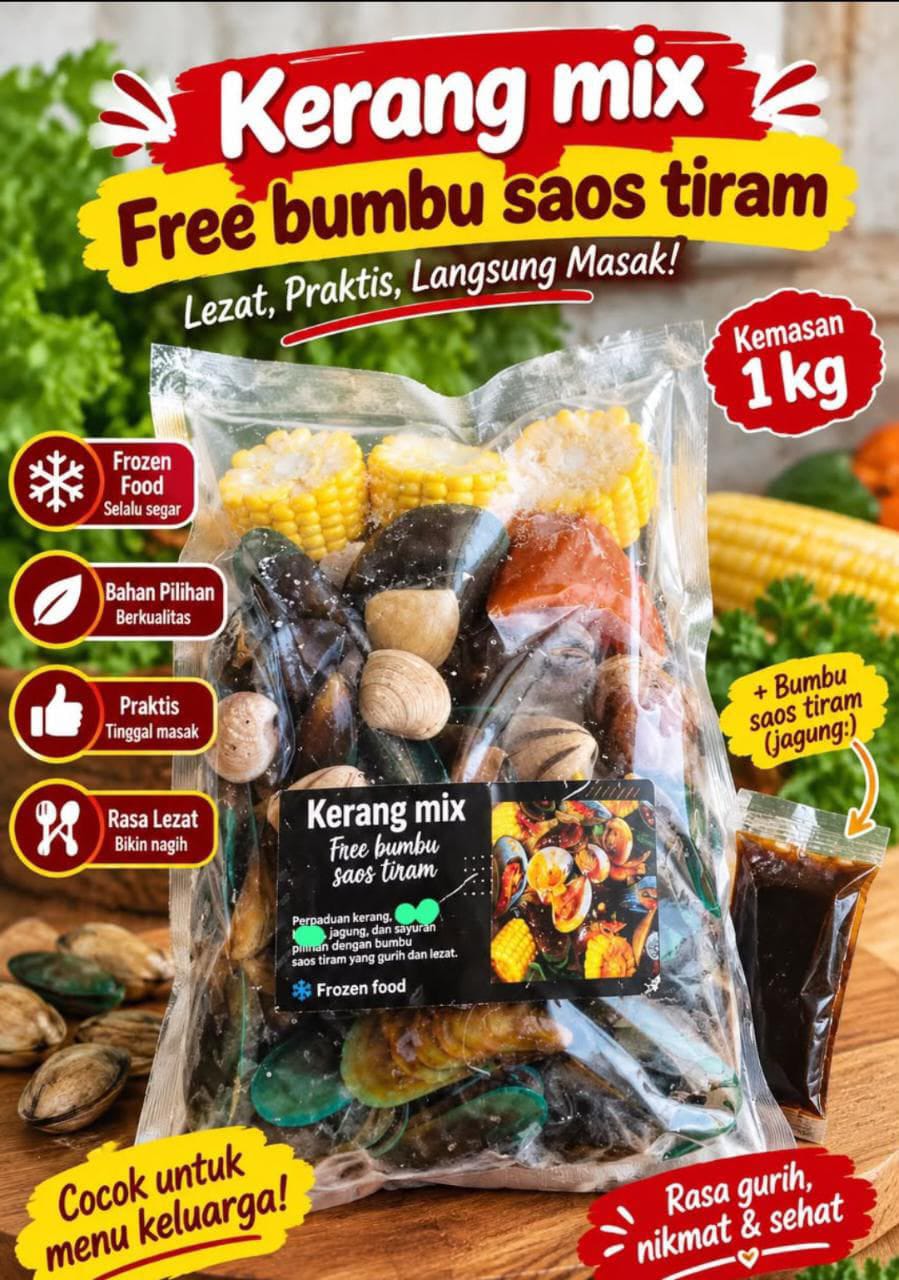 Kerang mix
Free bumbu saos tiram
Lezat, Praktis, Langsung Masak!
Kemasan
1 kg
Frozen
Food
Selalu segar
Bahan Pilihan
Berkualitas
Praktis
Tinggal masak
Rasa Lezat
Bikin nagih
+ Bumbu
saos tiram
(jagung:)
Kerang mix
Free bumbu
saos tiram
Perpaduan kerang,
jagung, dan sayuran
pilihan dengan bumbu
saos tiram yang gurih dan lezat.
Frozen food
Cocok untuk
menu keluarga!
Rasa gurih,
nikmat & sehat